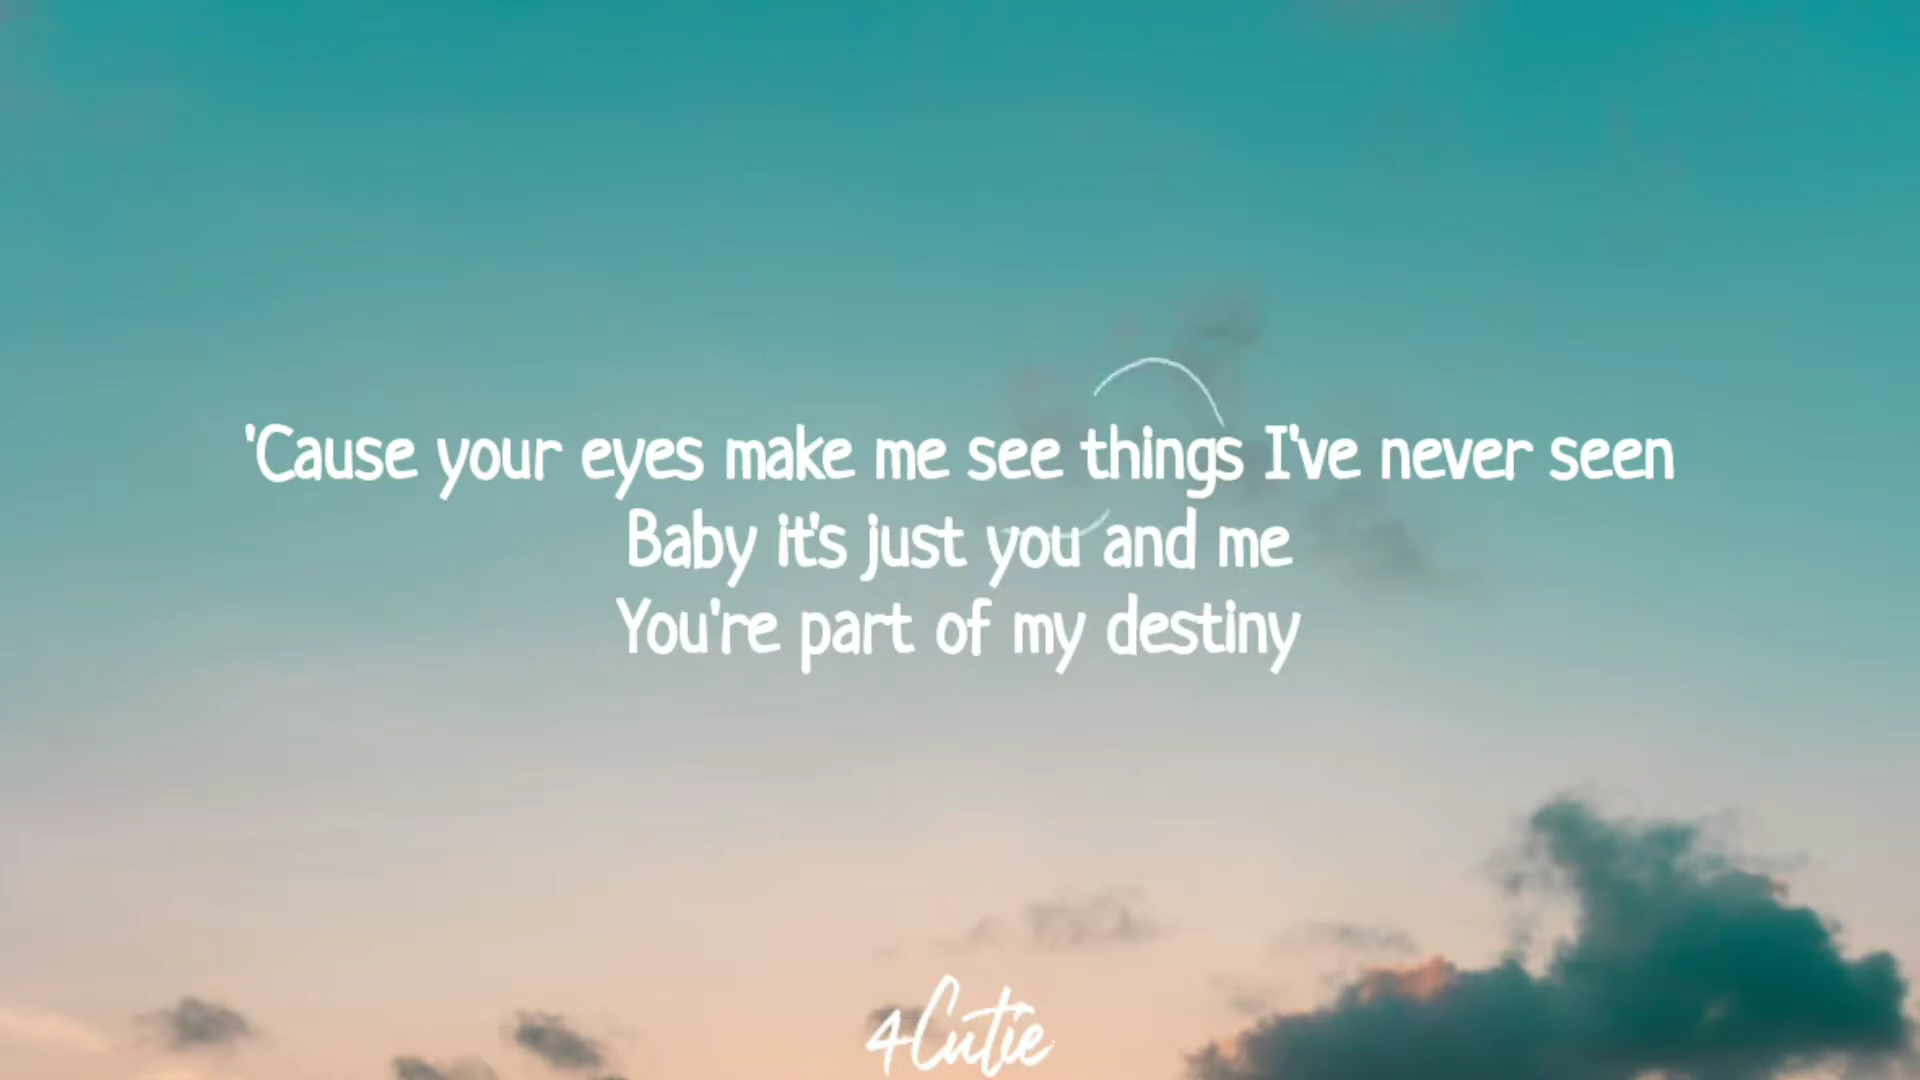 'Cause your eyes make me see things I've never seen
Baby it's just you and me
You're part of my destiny
4Cutie